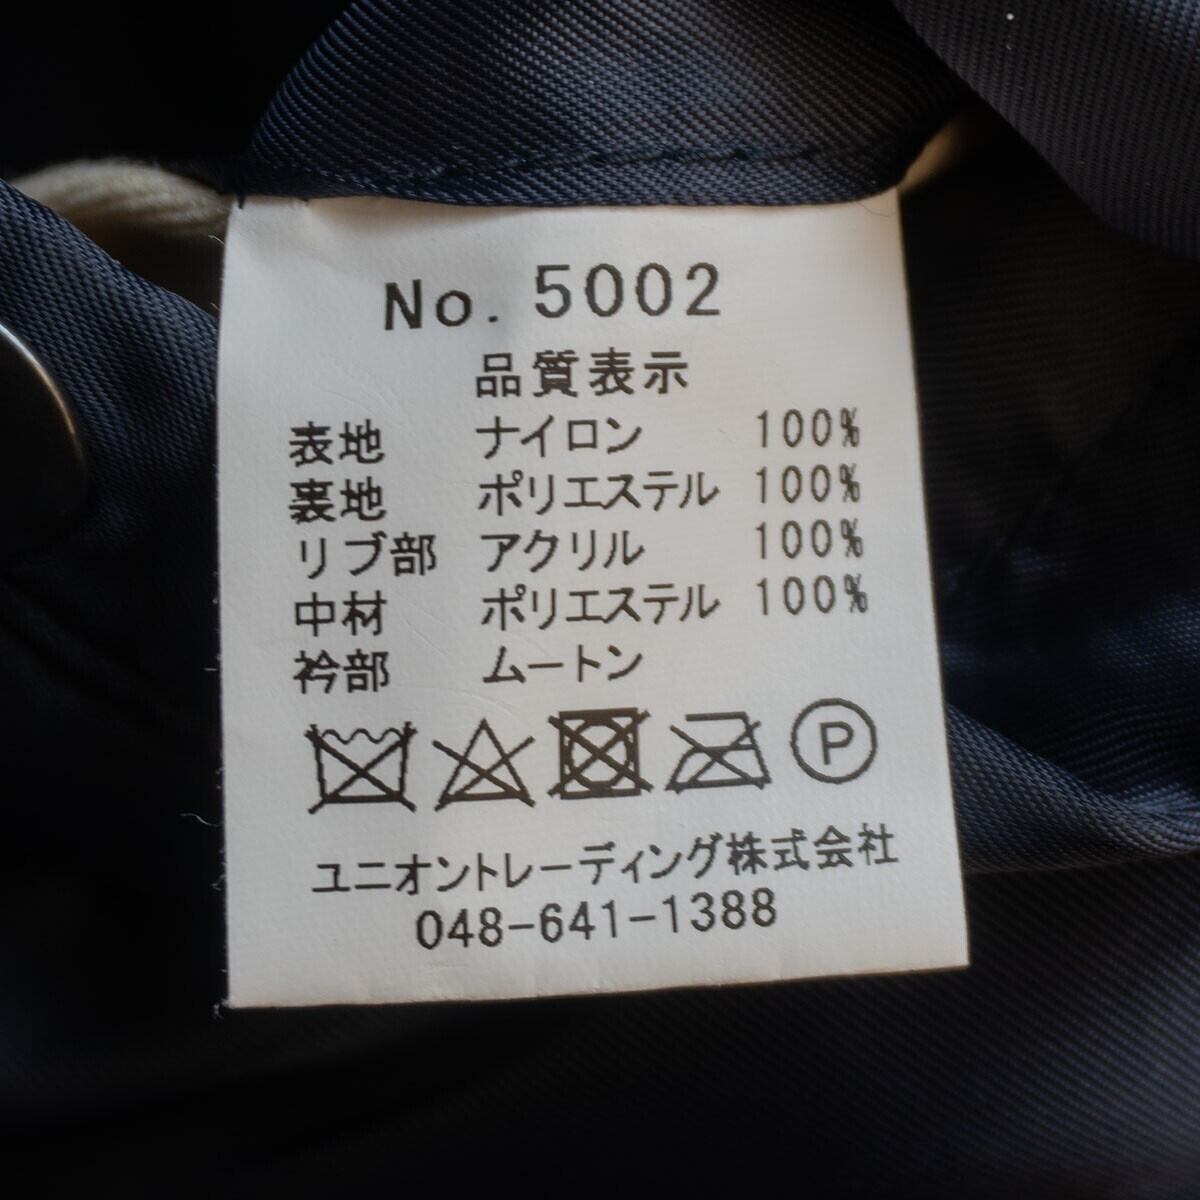 No. 5002
品質表示
表地 ナイロン 100%
裏地 ポリエステル 100%
リブ部 アクリル 100%
中材 ポリエステル 100%
衿部 ムートン
P
ユニオントレーディング株式会社
048-641-1388